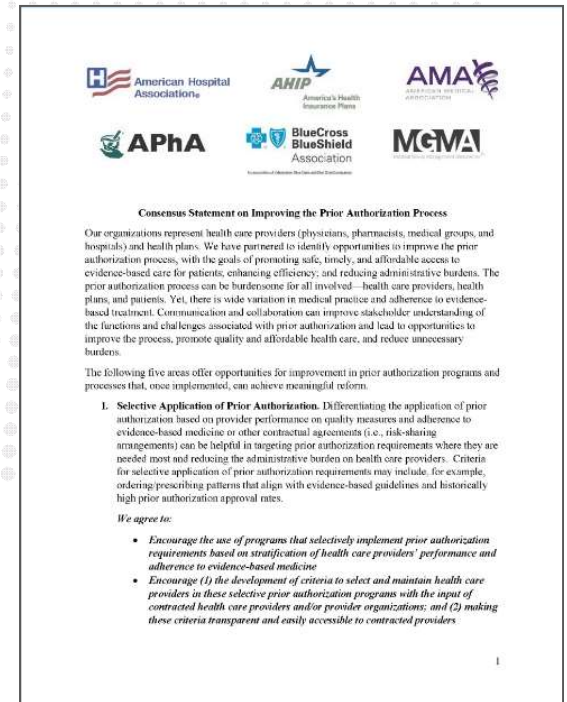 American Hospital
Association®
AHIP
America's Health
Insurance Plans
AMA
AMERICAN MEDICAL
ASSOCIATION
APhA
BlueCross
BlueShield
Association
MGMA
Consensus Statement on Improving the Prior Authorization Process
Our organizations represent health care providers (physicians, pharmacists, medical groups, and
hospitals) and health plans. We have partnered to identify opportunities to improve the prior
authorization process, with the goals of promoting safe, timely, and affordable access to
evidence-based care for patients; enhancing efficiency; and reducing administrative burdens. The
prior authorization process can be burdensome for all involved—health care providers, health
plans, and patients. Yet, there is wide variation in medical practice and adherence to evidence-
based treatment. Communication and collaboration can improve stakeholder understanding of
the functions and challenges associated with prior authorization and lead to opportunities to
improve the process, promote quality and affordable health care, and reduce unnecessary
burdens.
The following five areas offer opportunities for improvement in prior authorization programs and
processes that, once implemented, can achieve meaningful reform.
1. Selective Application of Prior Authorization. Differentiating the application of prior
authorization based on provider performance on quality measures and adherence to
evidence-based medicine or other contractual agreements (i.e., risk-sharing
arrangements) can be helpful in targeting prior authorization requirements where they are
needed most and reducing the administrative burden on health care providers. Criteria
for selective application of prior authorization requirements may include, for example,
ordering/prescribing patterns that align with evidence-based guidelines and historically
high prior authorization approval rates.
We agree to:
• Encourage the use of programs that selectively implement prior authorization
requirements based on stratification of health care providers' performance and
adherence to evidence-based medicine
• Encourage (1) the development of criteria to select and maintain health care
providers in these selective prior authorization programs with the input of
contracted health care providers and/or provider organizations; and (2) making
these criteria transparent and easily accessible to contracted providers
1